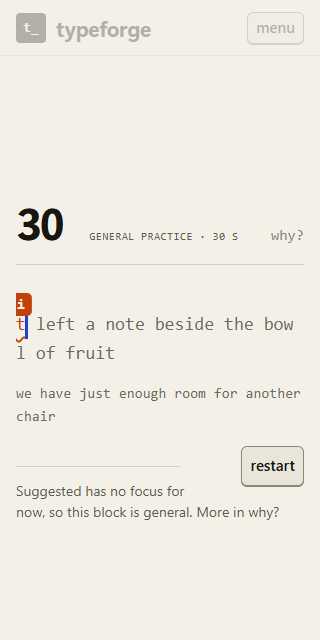 t_ typeforge menu
30 GENERAL PRACTICE · 30 S why?
i
t left a note beside the bow
l of fruit
we have just enough room for another
chair
restart
Suggested has no focus for
now, so this block is general. More in why?